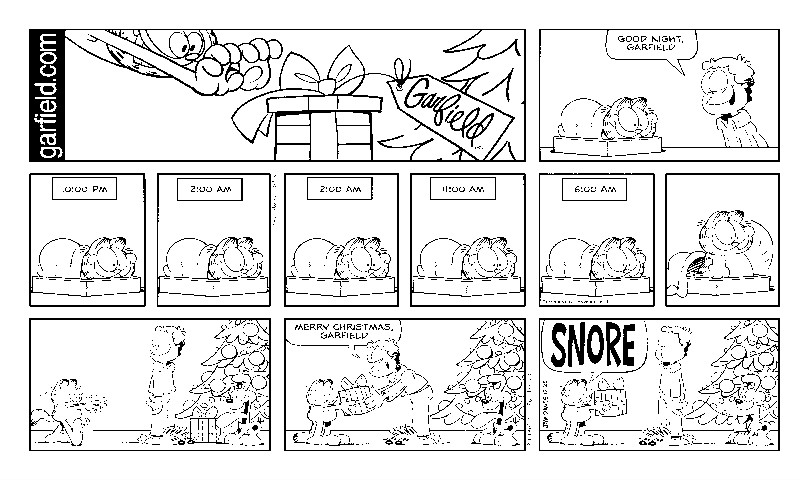 garfield.com
Garfield
GOOD NIGHT,
GARFIELD
10:00 PM
2:00 AM
2:00 AM
6:00 AM
MERRY CHRISTMAS,
GARFIELD
SNORE